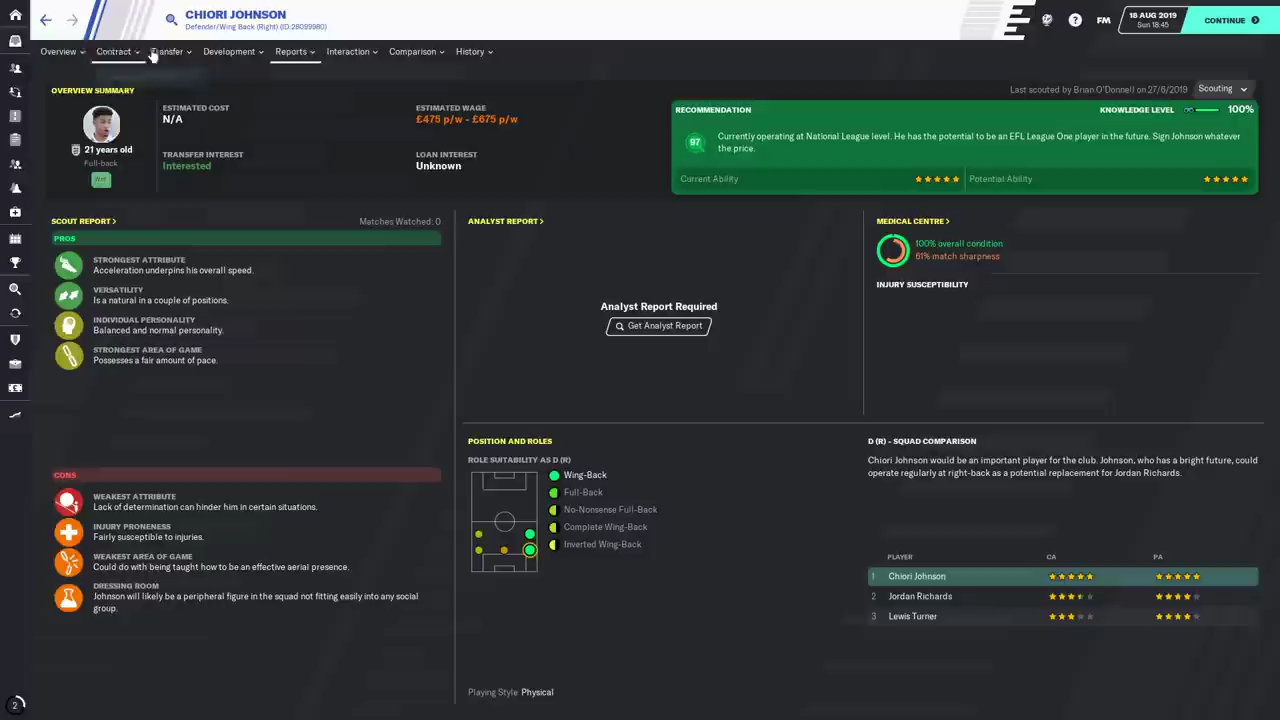 CHIORI JOHNSON
Defender/Wing Back (Right) (ID:28099980)
FM
18 AUG 2019
Sun 18:45
CONTINUE
Overview
Contract
Transfer
Development
Reports
Interaction
Comparison
History
OVERVIEW SUMMARY
Last scouted by Brian O'Donnell on 27/6/2019
Scouting
21 years old
Full-back
ESTIMATED COST
N/A
ESTIMATED WAGE
£475 p/w - £675 p/w
TRANSFER INTEREST
Interested
LOAN INTEREST
Unknown
RECOMMENDATION
KNOWLEDGE LEVEL
100%
97
Currently operating at National League level. He has the potential to be an EFL League One player in the future. Sign Johnson whatever
the price.
Current Ability
Potential Ability
SCOUT REPORT >
Matches Watched: 0
PROS
STRONGEST ATTRIBUTE
Acceleration underpins his overall speed.
VERSATILITY
Is a natural in a couple of positions.
INDIVIDUAL PERSONALITY
Balanced and normal personality.
STRONGEST AREA OF GAME
Possesses a fair amount of pace.
CONS
WEAKEST ATTRIBUTE
Lack of determination can hinder him in certain situations.
INJURY PRONENESS
Fairly susceptible to injuries.
WEAKEST AREA OF GAME
Could do with being taught how to be an effective aerial presence.
DRESSING ROOM
Johnson will likely be a peripheral figure in the squad not fitting easily into any social
group.
ANALYST REPORT >
Analyst Report Required
Get Analyst Report
MEDICAL CENTRE >
100% overall condition
61% match sharpness
INJURY SUSCEPTIBILITY
POSITION AND ROLES
ROLE SUITABILITY AS D (R)
Wing-Back
Full-Back
No-Nonsense Full-Back
Complete Wing-Back
Inverted Wing-Back
Playing Style Physical
D (R) - SQUAD COMPARISON
Chiori Johnson would be an important player for the club. Johnson, who has a bright future, could
operate regularly at right-back as a potential replacement for Jordan Richards.
PLAYER
CA
PA
1 Chiori Johnson
2 Jordan Richards
3 Lewis Turner
2